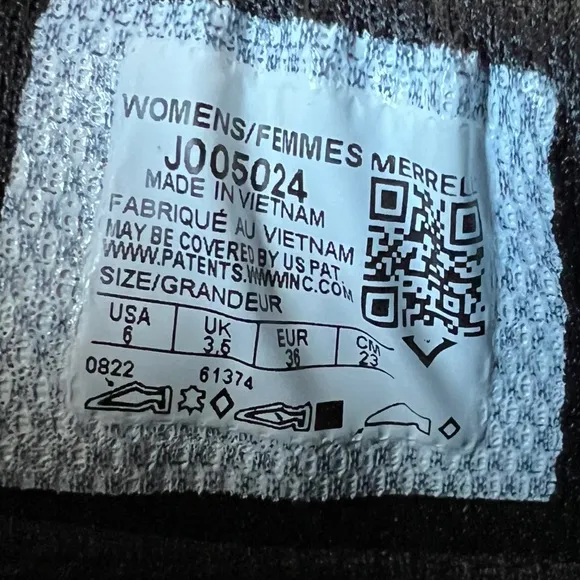 WOMENS/FEMMES MERRELL
J005024
MADE IN VIETNAM
FABRIQUÉ AU VIETNAM
MAY BE COVERED BY US PAT
WWW.PATENTS.WWWINC.COM
SIZE/GRANDEUR
USA UK EUR CM
6 3.5 36 23
0822 61374